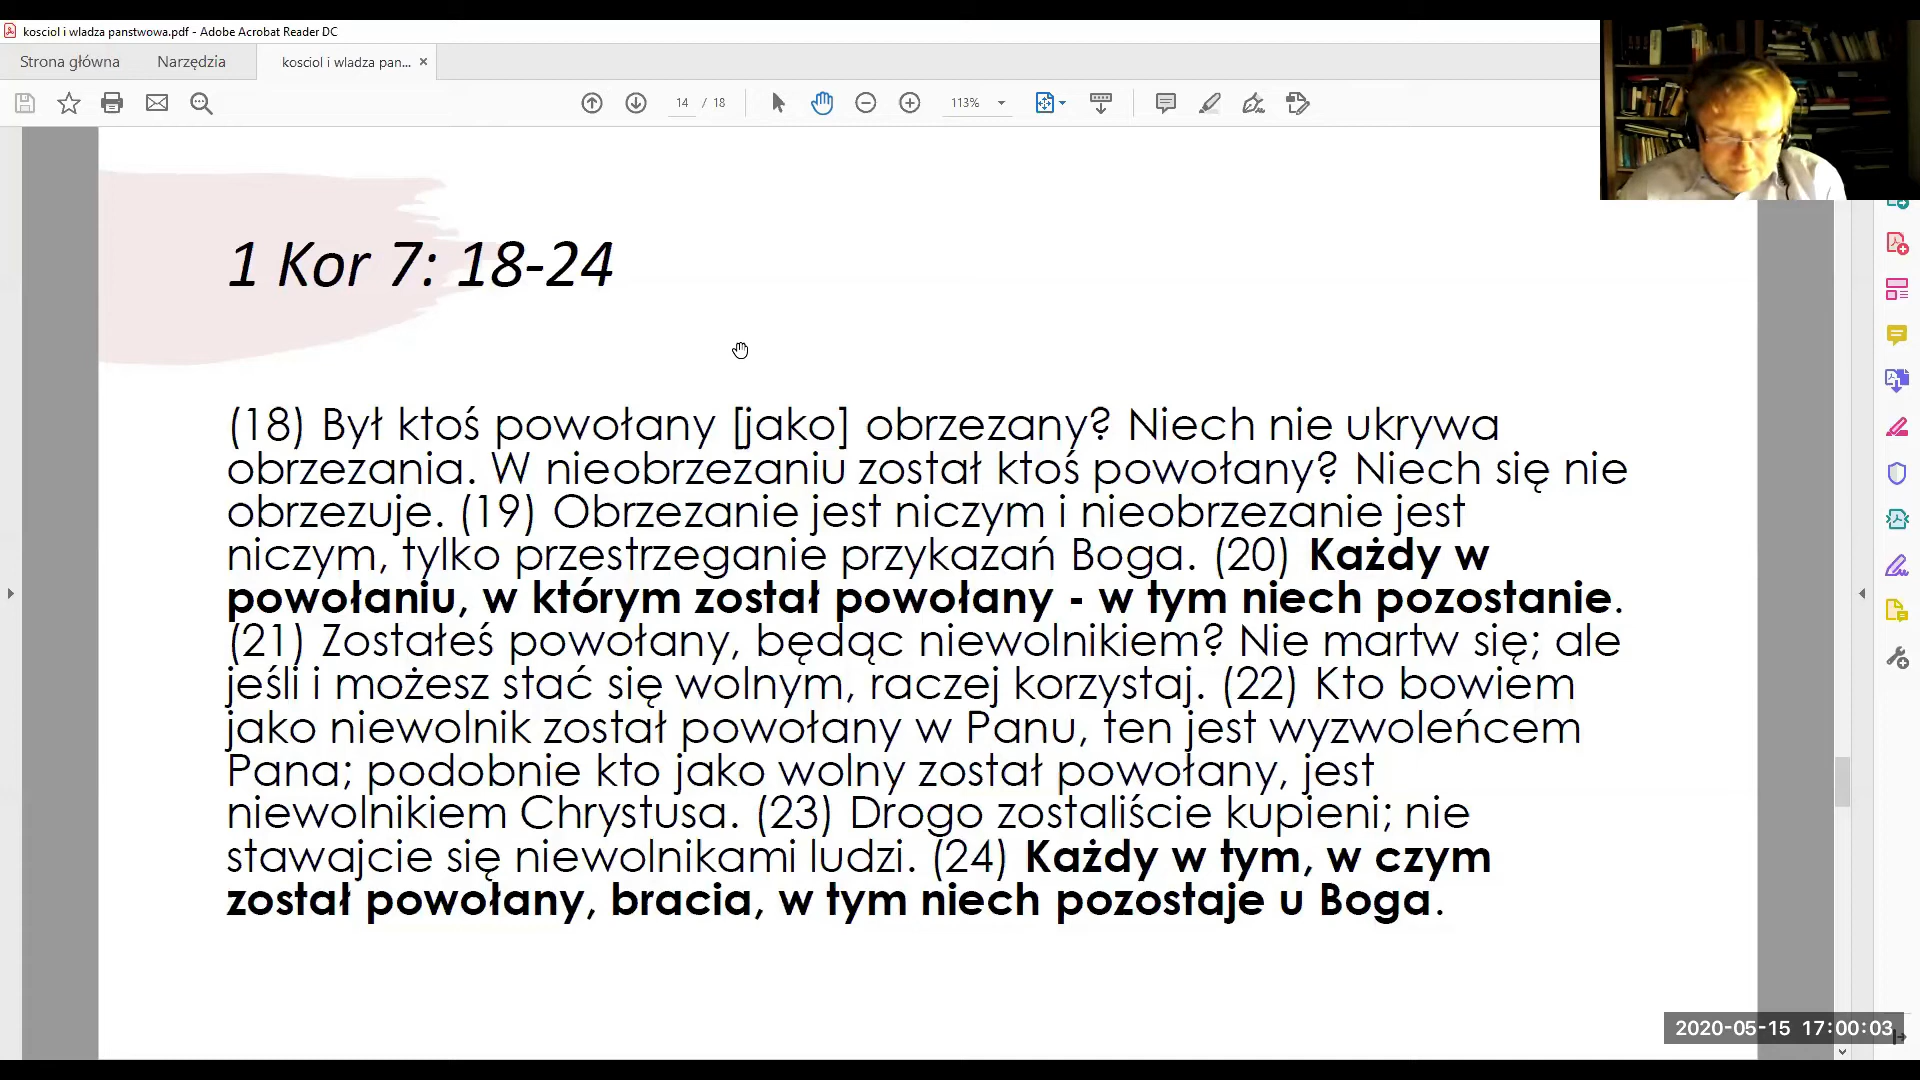 kosciol i wladza panstwowa.pdf - Adobe Acrobat Reader DC
Strona główna
Narzędzia
kosciol i wladza pan...
14 / 18
113%
1 Kor 7: 18-24
(18) Był ktoś powołany [jako] obrzezany? Niech nie ukrywa
obrzezania. W nieobrzezaniu został ktoś powołany? Niech się nie
obrzezuje. (19) Obrzezanie jest niczym i nieobrzezanie jest
niczym, tylko przestrzeganie przykazań Boga. (20) Każdy w
powołaniu, w którym został powołany - w tym niech pozostanie.
(21) Zostałeś powołany, będąc niewolnikiem? Nie martw się; ale
jeśli i możesz stać się wolnym, raczej korzystaj. (22) Kto bowiem
jako niewolnik został powołany w Panu, ten jest wyzwoleńcem
Pana; podobnie kto jako wolny został powołany, jest
niewolnikiem Chrystusa. (23) Drogo zostaliście kupieni; nie
stawajcie się niewolnikami ludzi. (24) Każdy w tym, w czym
został powołany, bracia, w tym niech pozostaje u Boga.
2020-05-15 17:00:03